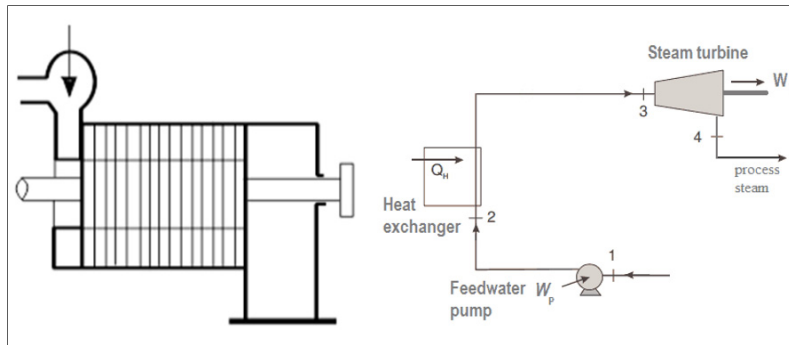 Steam turbine
W
3
4
process
steam
Q_H
Heat
exchanger
2
1
Feedwater
pump
W_P